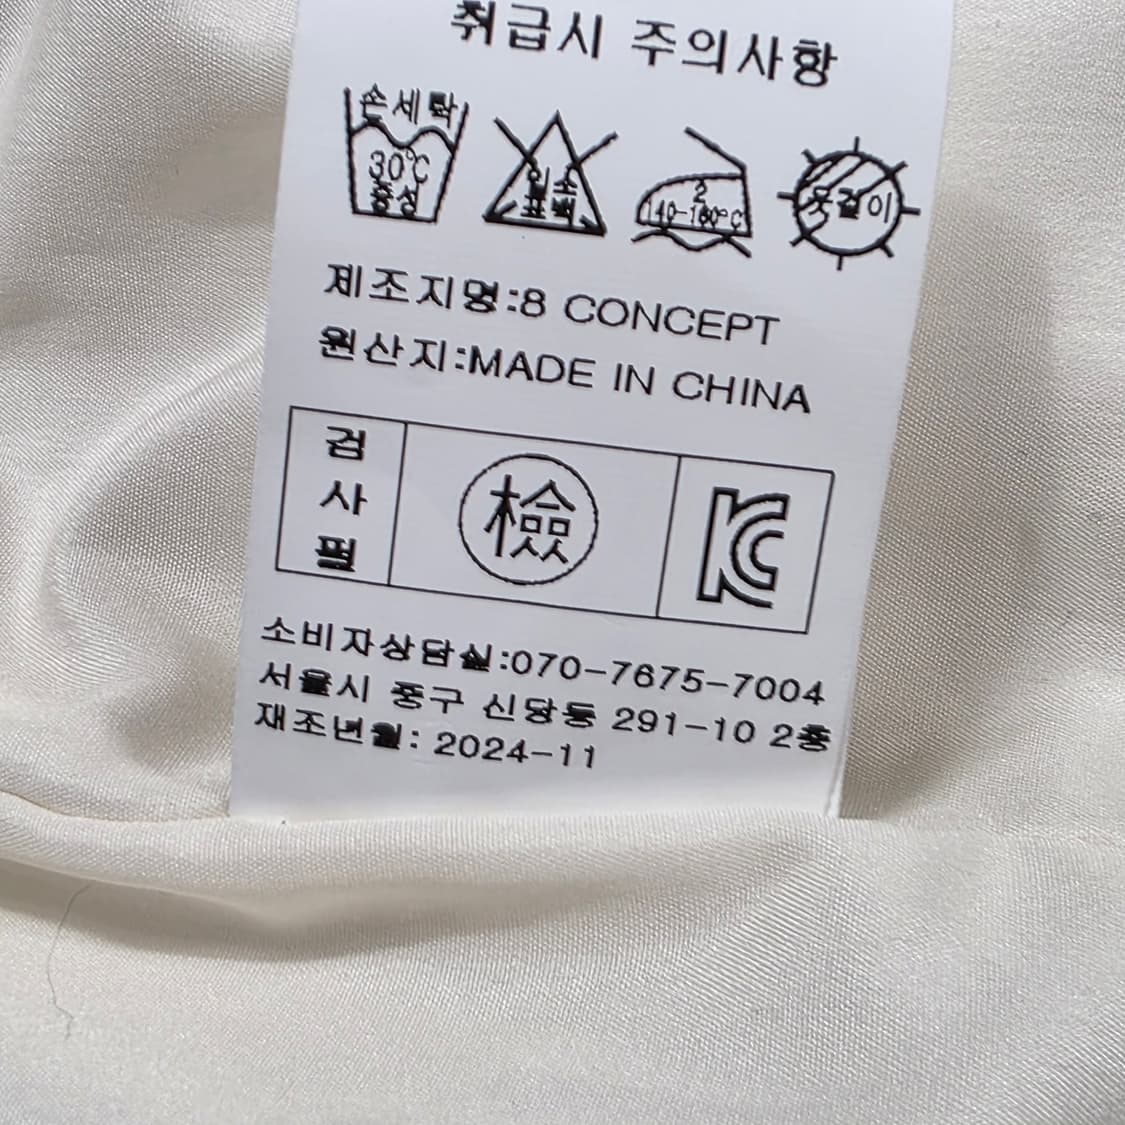 취급시 주의사항
손세탁
30℃
중성
염소
표백
2
140-160℃
옷걸이
제조지명:8 CONCEPT
원산지:MADE IN CHINA
검
사
필
檢
KC
소비자상담실:070-7675-7004
서울시 중구 신당동 291-10 2층
재조년월: 2024-11